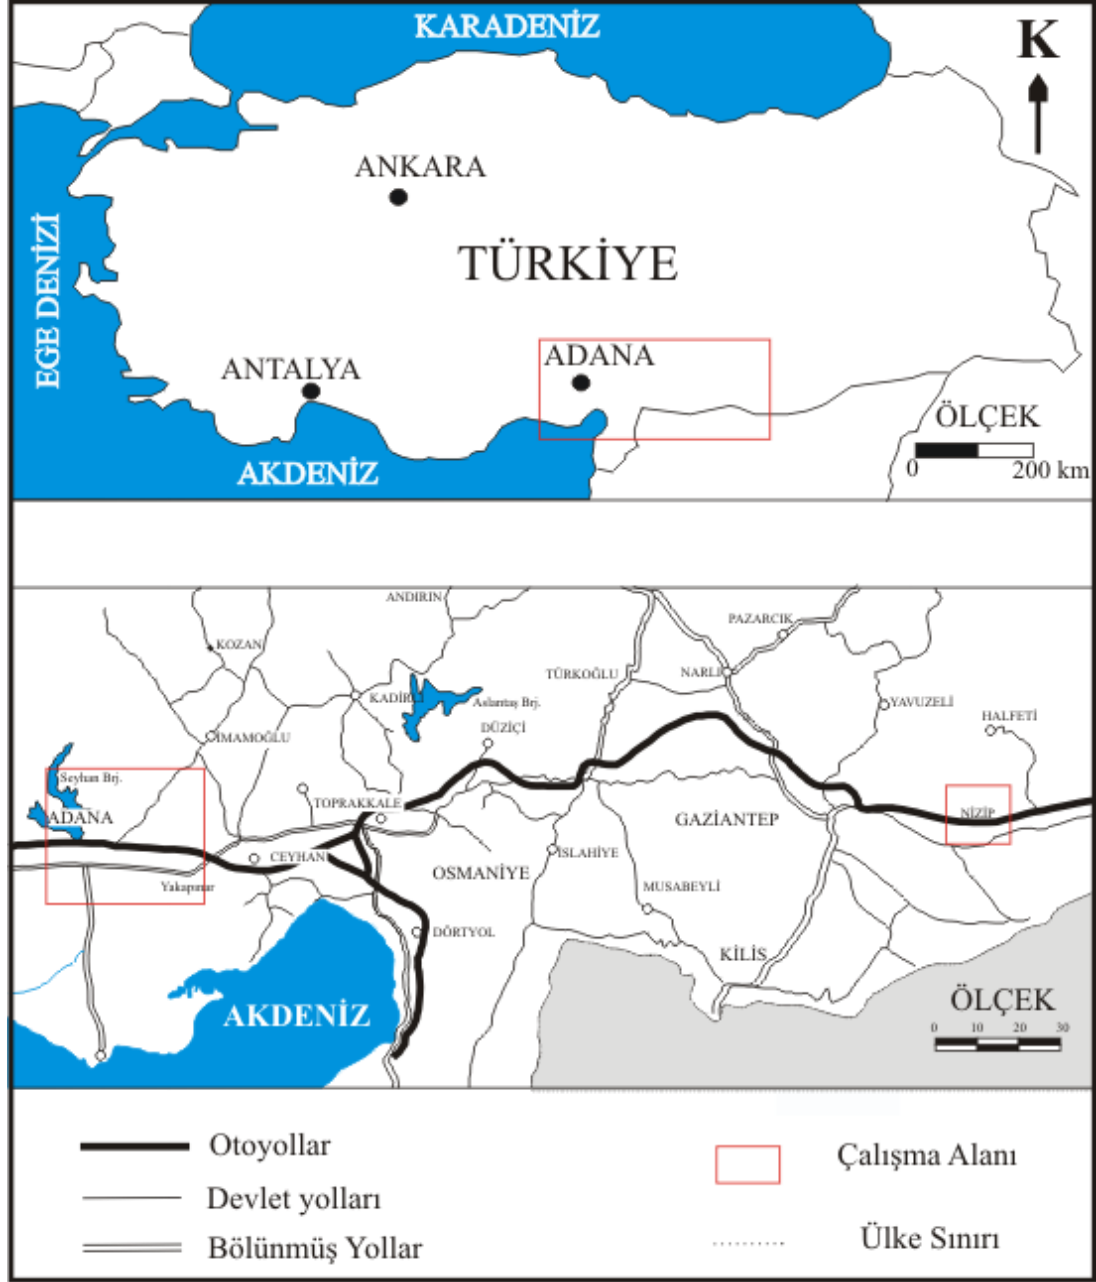 KARADENİZ
K
ANKARA
EGE DENİZİ
TÜRKİYE
ADANA
ANTALYA
ÖLÇEK
AKDENİZ
0
200 km
ANDIRIN
PAZARCIK
KOZAN
TÜRKOĞLU
NARLI
KADİRLİ
Aslantaş Brj.
YAVUZELİ
HALFETİ
DÜZİÇİ
İMAMOĞLU
Seyhan Brj.
TOPRAKKALE
ADANA
GAZİANTEP
NİZİP
CEYHAN
İSLAHİYE
OSMANİYE
Yakapınar
MUSABEYLİ
DÖRTYOL
KİLİS
ÖLÇEK
AKDENİZ
0 10 20 30
Otoyollar
Çalışma Alanı
Devlet yolları
Bölünmüş Yollar
Ülke Sınırı